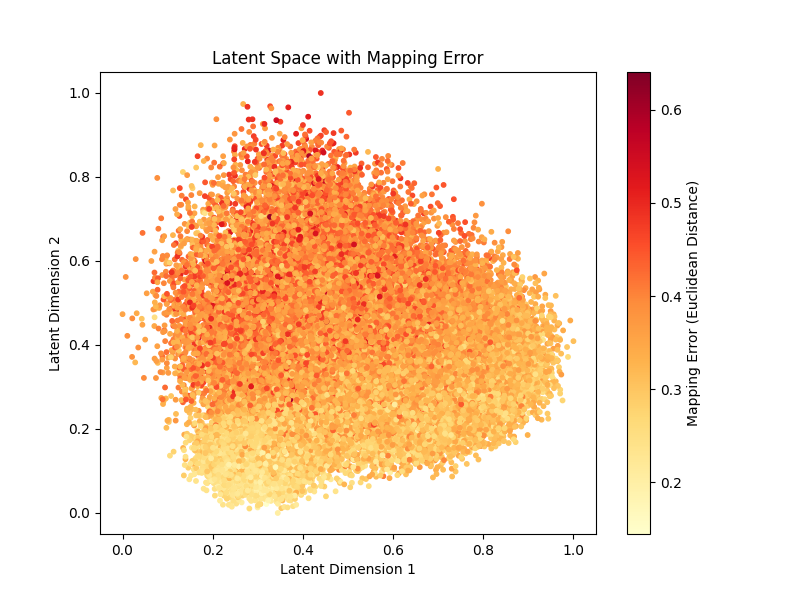 Latent Space with Mapping Error
1.0
0.8
0.6
0.4
0.2
0.0
Latent Dimension 2
0.0 0.2 0.4 0.6 0.8 1.0
Latent Dimension 1
0.6
0.5
0.4
0.3
0.2
Mapping Error (Euclidean Distance)